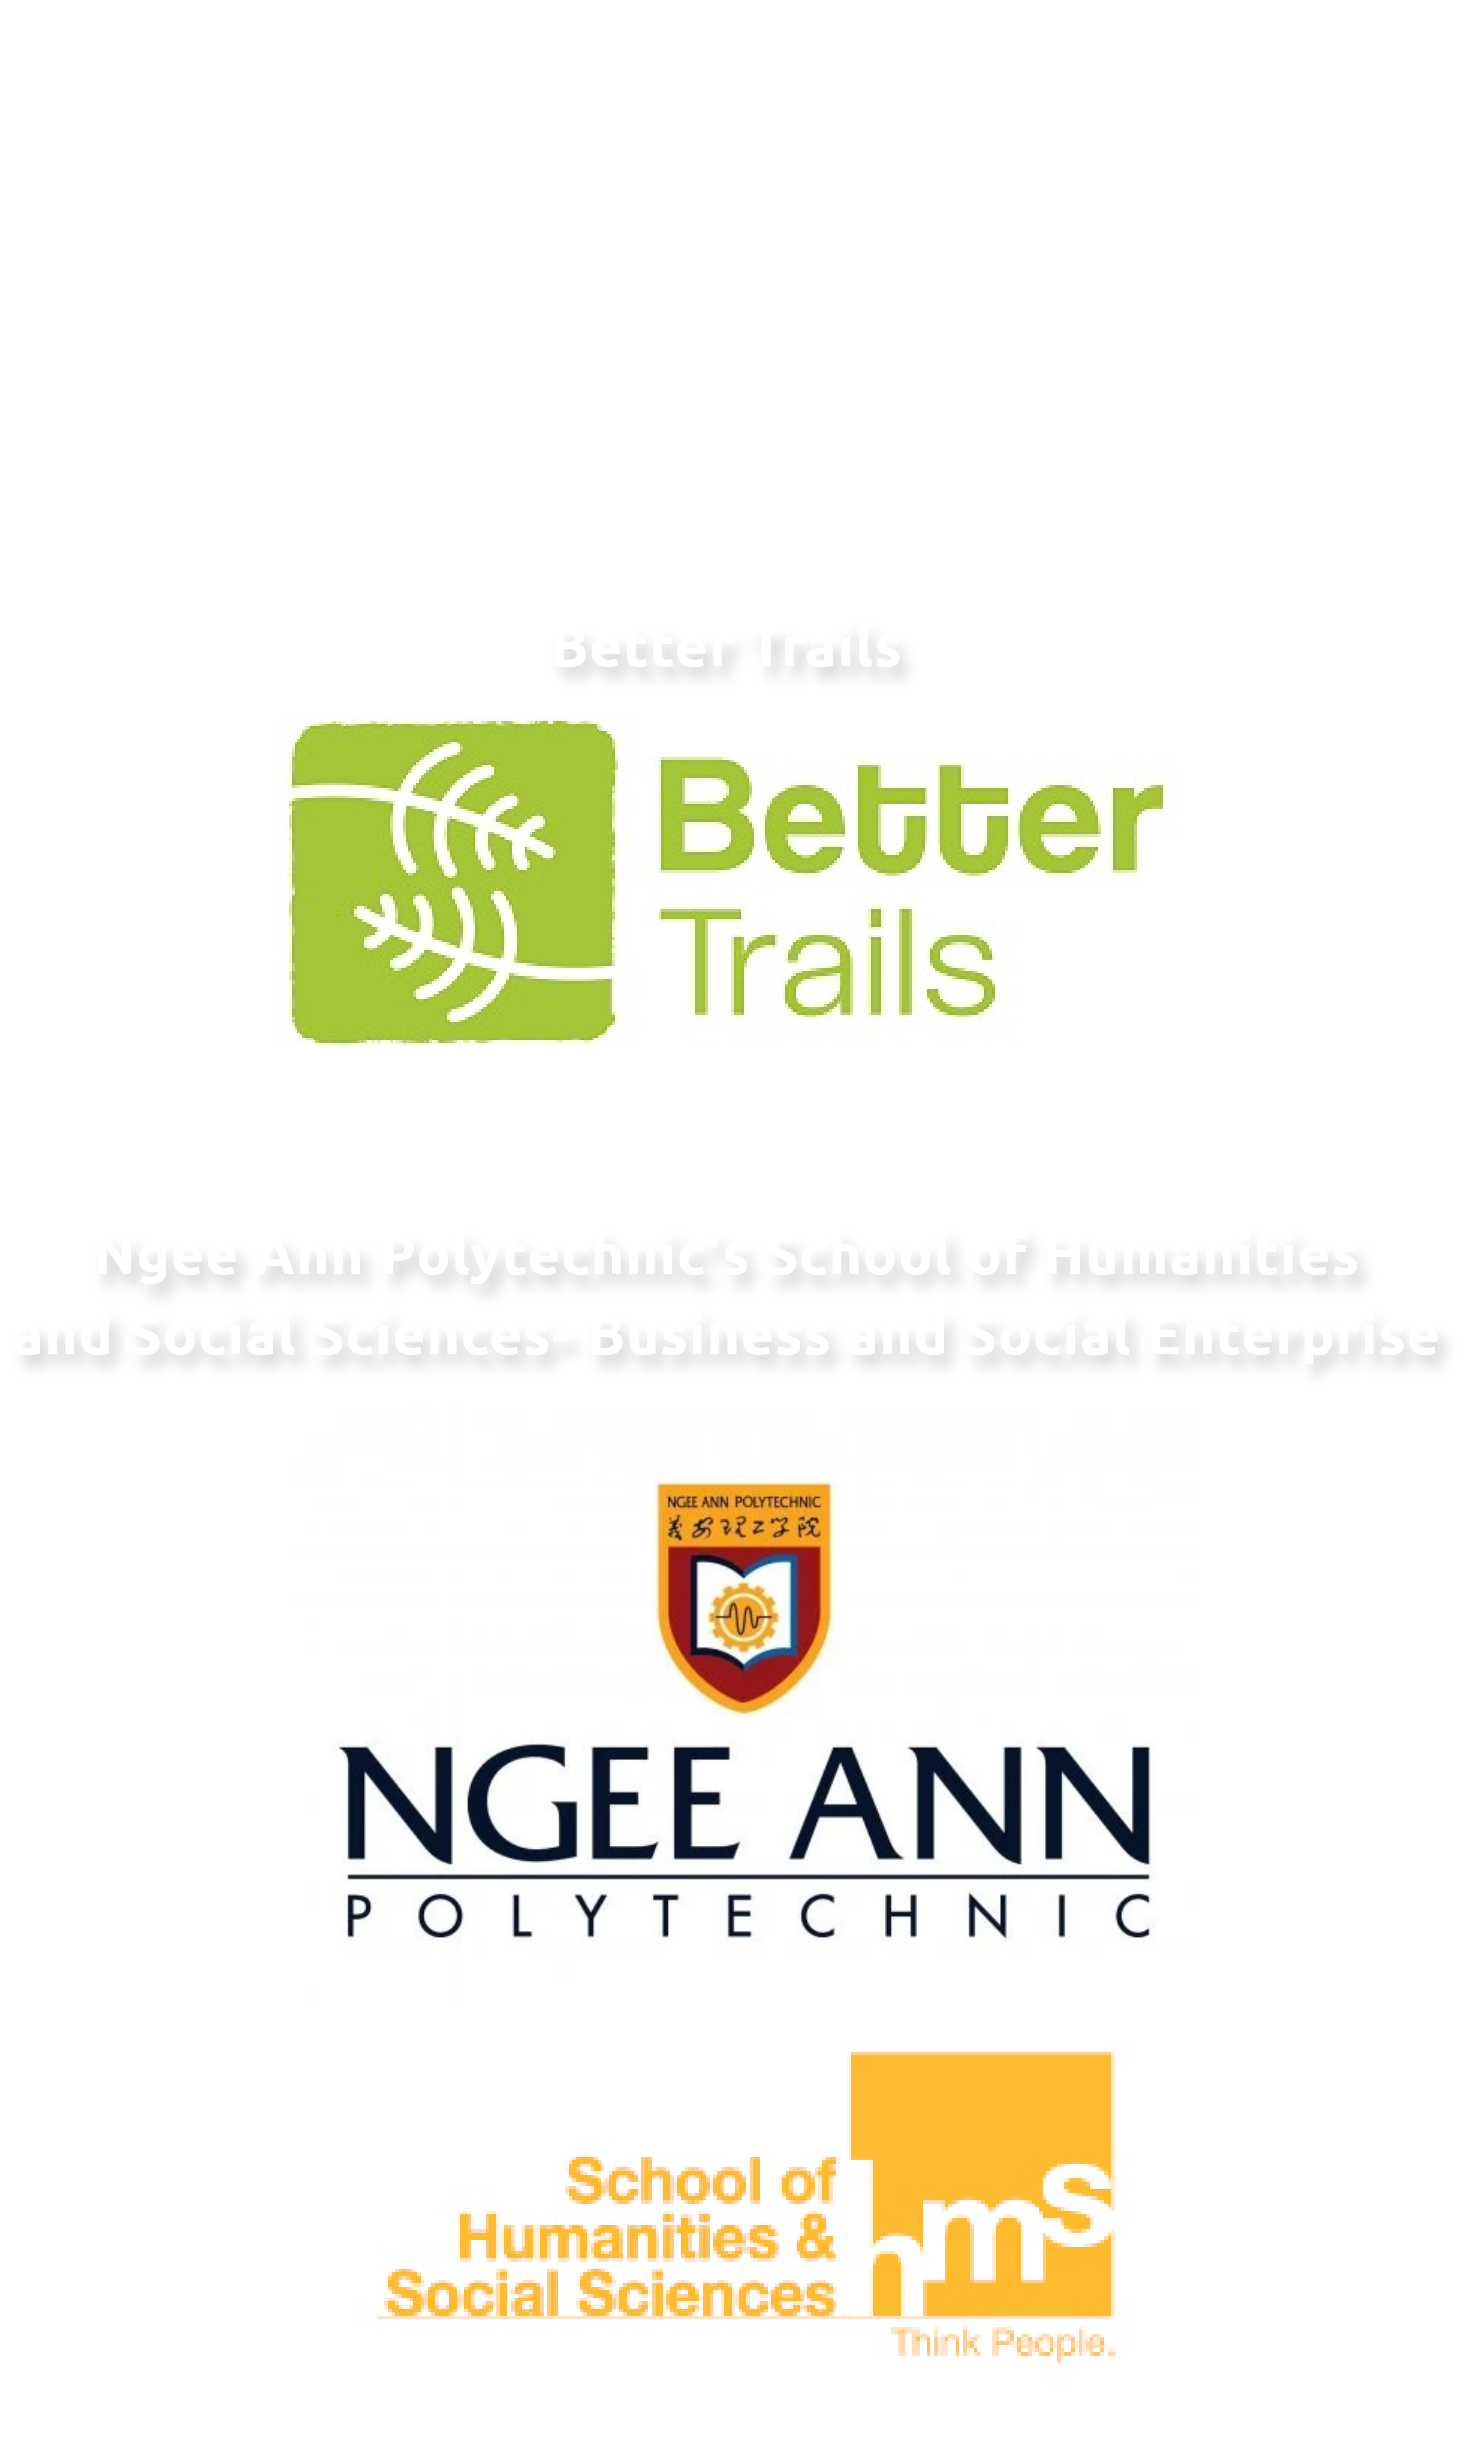 Better Trails
Better
Trails
Ngee Ann Polytechnic's School of Humanities
and Social Sciences- Business and Social Enterprise
NGEE ANN POLYTECHNIC
義安理工学院
NGEE ANN
POLYTECHNIC
School of
Humanities &
Social Sciences
hms
Think People.